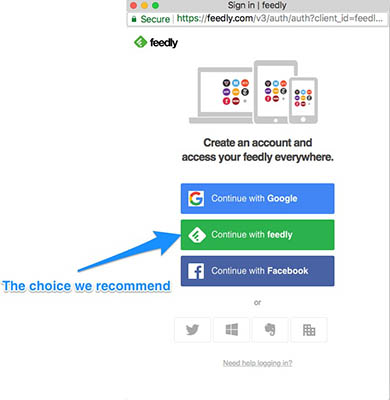 Sign in | feedly
Secure | https://feedly.com/v3/auth/auth?client_id=feedl...
feedly
Create an account and
access your feedly everywhere.
Continue with Google
Continue with feedly
Continue with Facebook
The choice we recommend
or
Need help logging in?